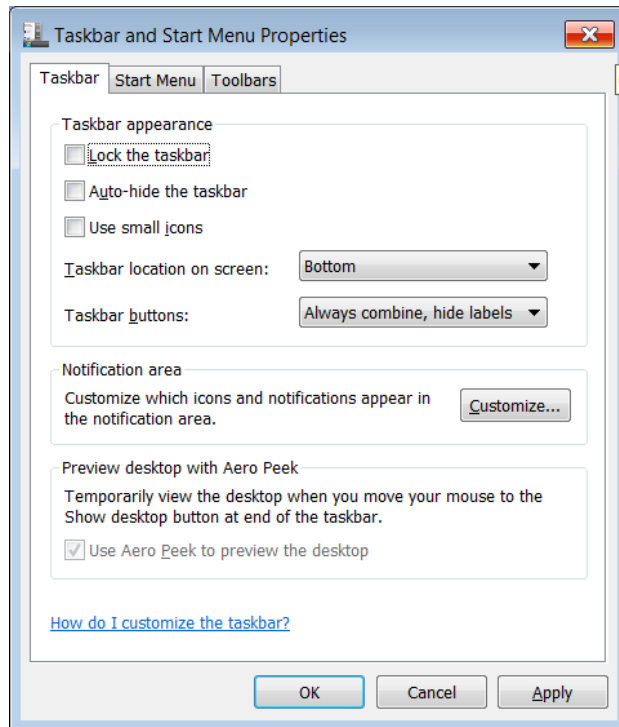 Taskbar and Start Menu Properties
Taskbar
Start Menu
Toolbars
Taskbar appearance
Lock the taskbar
Auto-hide the taskbar
Use small icons
Taskbar location on screen:
Bottom
Taskbar buttons:
Always combine, hide labels
Notification area
Customize which icons and notifications appear in
the notification area.
Customize...
Preview desktop with Aero Peek
Temporarily view the desktop when you move your mouse to the
Show desktop button at end of the taskbar.
Use Aero Peek to preview the desktop
How do I customize the taskbar?
OK
Cancel
Apply